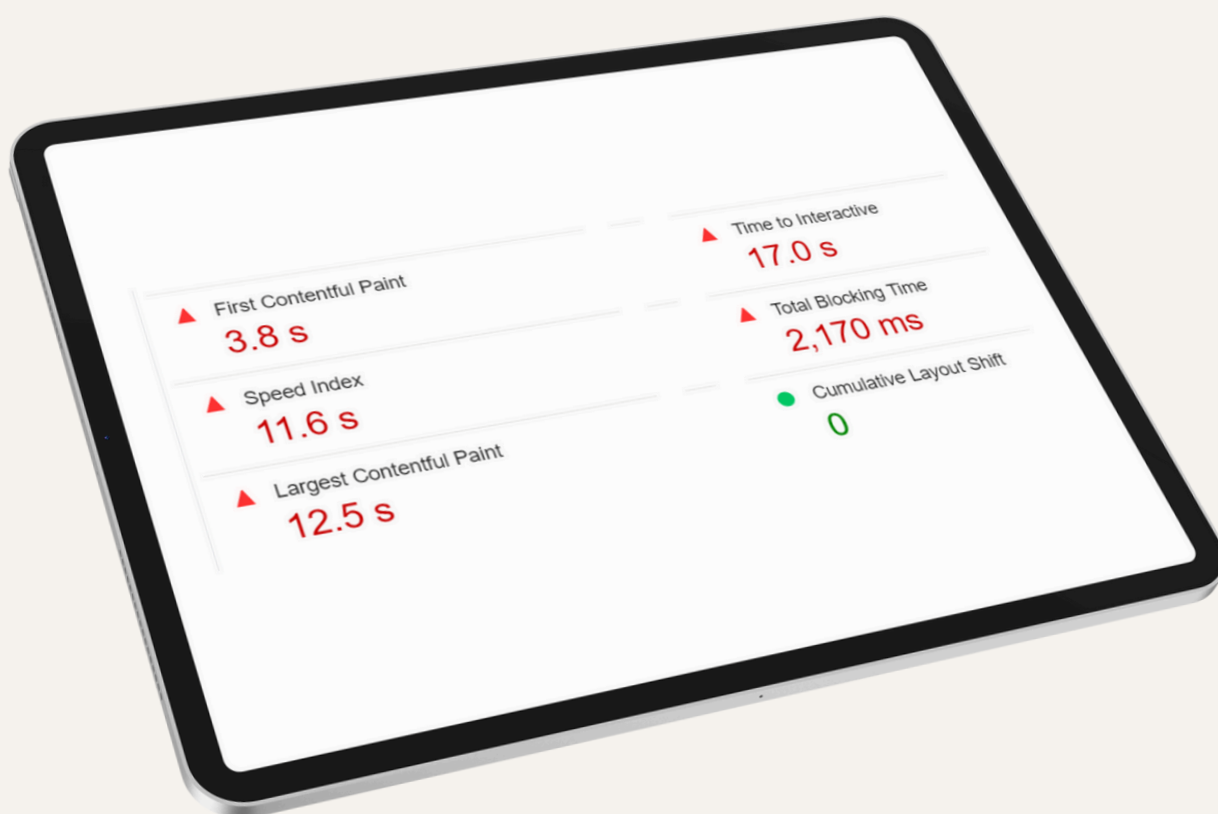 First Contentful Paint
3.8 s
Speed Index
11.6 s
Largest Contentful Paint
12.5 s
Time to Interactive
17.0 s
Total Blocking Time
2,170 ms
Cumulative Layout Shift
0